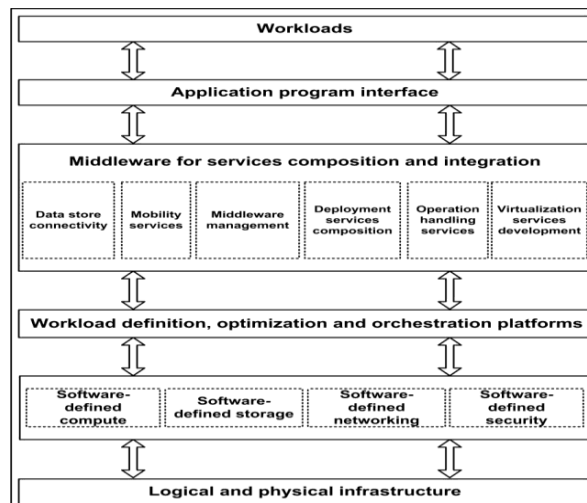 Workloads
Application program interface
Middleware for services composition and integration
Data store
connectivity
Mobility
services
Middleware
management
Deployment
services
composition
Operation
handling
services
Virtualization
services
development
Workload definition, optimization and orchestration platforms
Software-
defined
compute
Software-
defined storage
Software-
defined
networking
Software-
defined
security
Logical and physical infrastructure